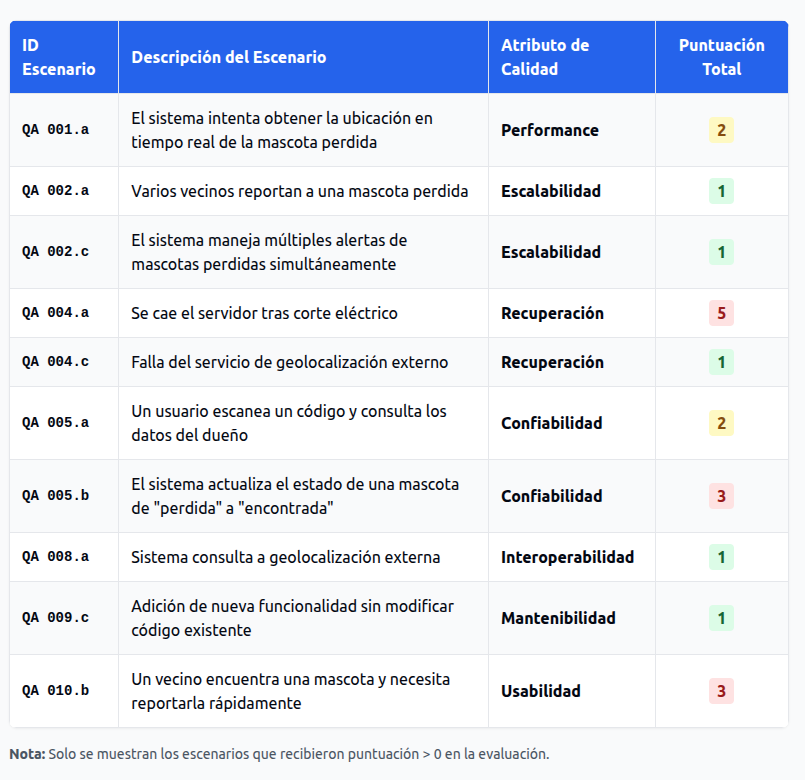 ID
Escenario
Descripción del Escenario
Atributo de
Calidad
Puntuación
Total
QA 001.a
El sistema intenta obtener la ubicación en
tiempo real de la mascota perdida
Performance
2
QA 002.a
Varios vecinos reportan a una mascota perdida
Escalabilidad
1
QA 002.c
El sistema maneja múltiples alertas de
mascotas perdidas simultáneamente
Escalabilidad
1
QA 004.a
Se cae el servidor tras corte eléctrico
Recuperación
5
QA 004.c
Falla del servicio de geolocalización externo
Recuperación
1
QA 005.a
Un usuario escanea un código y consulta los
datos del dueño
Confiabilidad
2
QA 005.b
El sistema actualiza el estado de una mascota
de "perdida" a "encontrada"
Confiabilidad
3
QA 008.a
Sistema consulta a geolocalización externa
Interoperabilidad
1
QA 009.c
Adición de nueva funcionalidad sin modificar
código existente
Mantenibilidad
1
QA 010.b
Un vecino encuentra una mascota y necesita
reportarla rápidamente
Usabilidad
3
Nota: Solo se muestran los escenarios que recibieron puntuación > 0 en la evaluación.